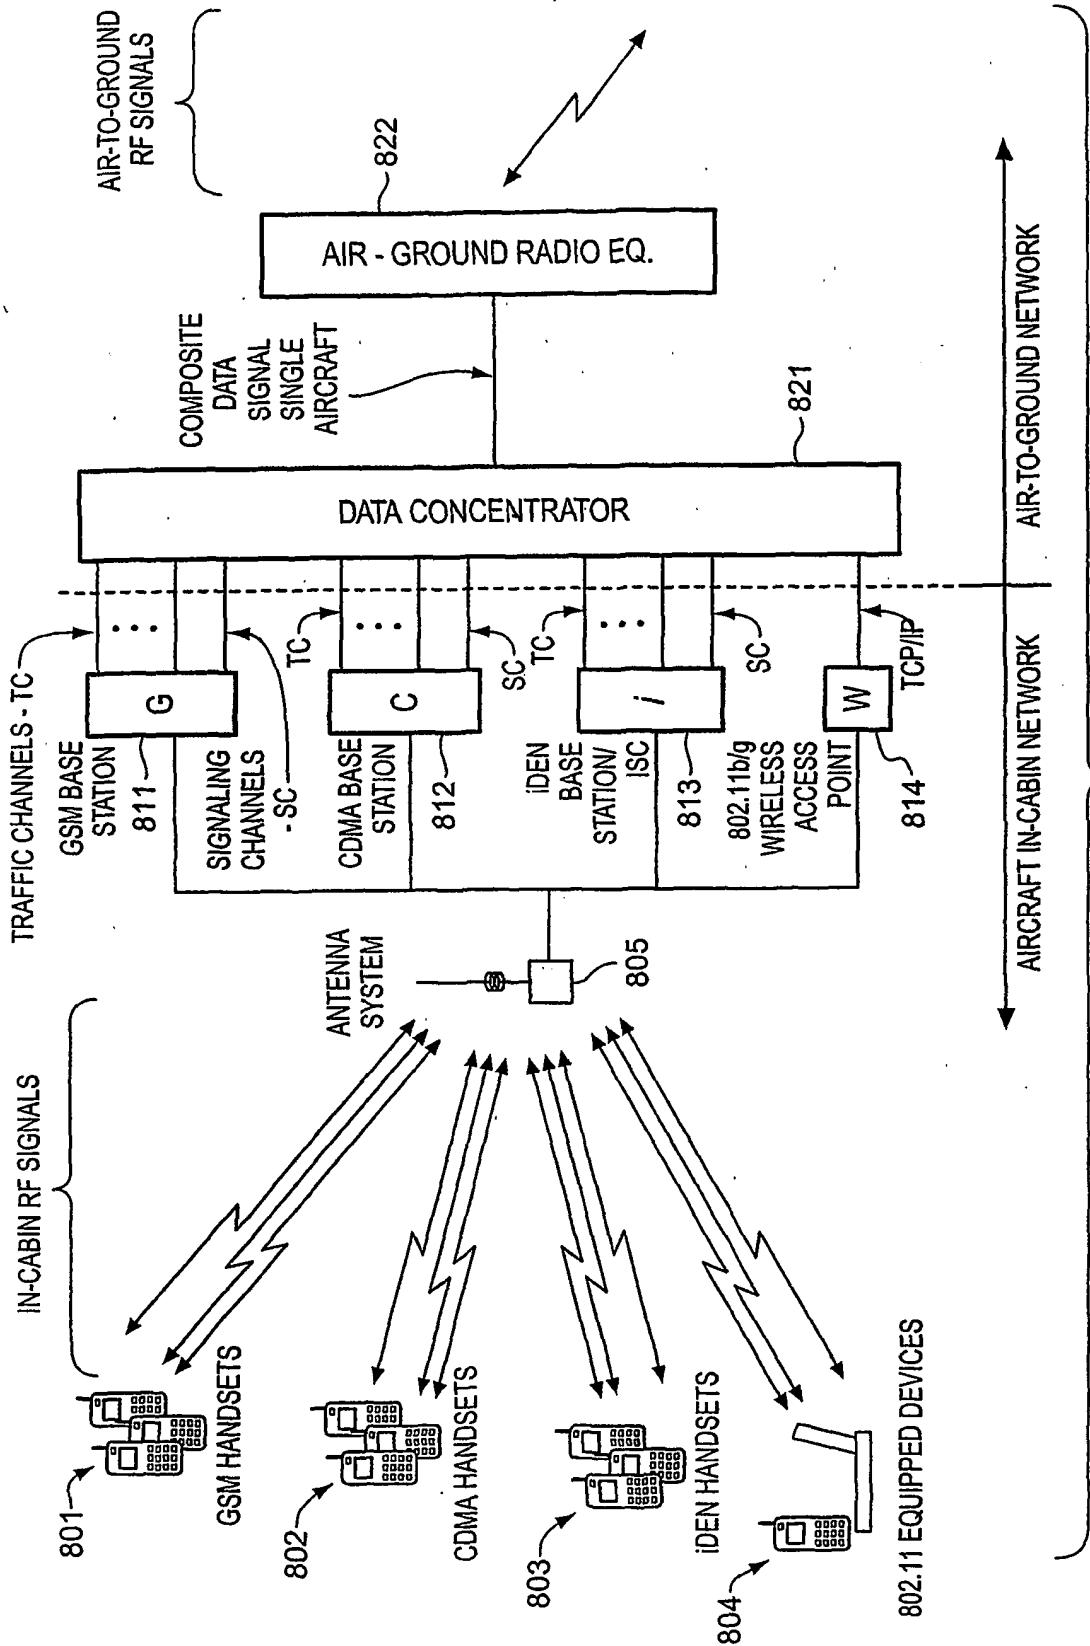 IN-CABIN RF SIGNALS
AIR-TO-GROUND
RF SIGNALS
TRAFFIC CHANNELS - TC
801
GSM HANDSETS
802
CDMA HANDSETS
803
iDEN HANDSETS
804
802.11 EQUIPPED DEVICES
ANTENNA
SYSTEM
805
GSM BASE
STATION
811
G
SIGNALING
CHANNELS
- SC
CDMA BASE
STATION
812
C
TC
SC
iDEN
BASE
STATION/
ISC
813
i
TC
SC
802.11b/g
WIRELESS
ACCESS
POINT
814
W
TCP/IP
DATA CONCENTRATOR
821
COMPOSITE
DATA
SIGNAL
SINGLE
AIRCRAFT
AIR - GROUND RADIO EQ.
822
AIRCRAFT IN-CABIN NETWORK
AIR-TO-GROUND NETWORK